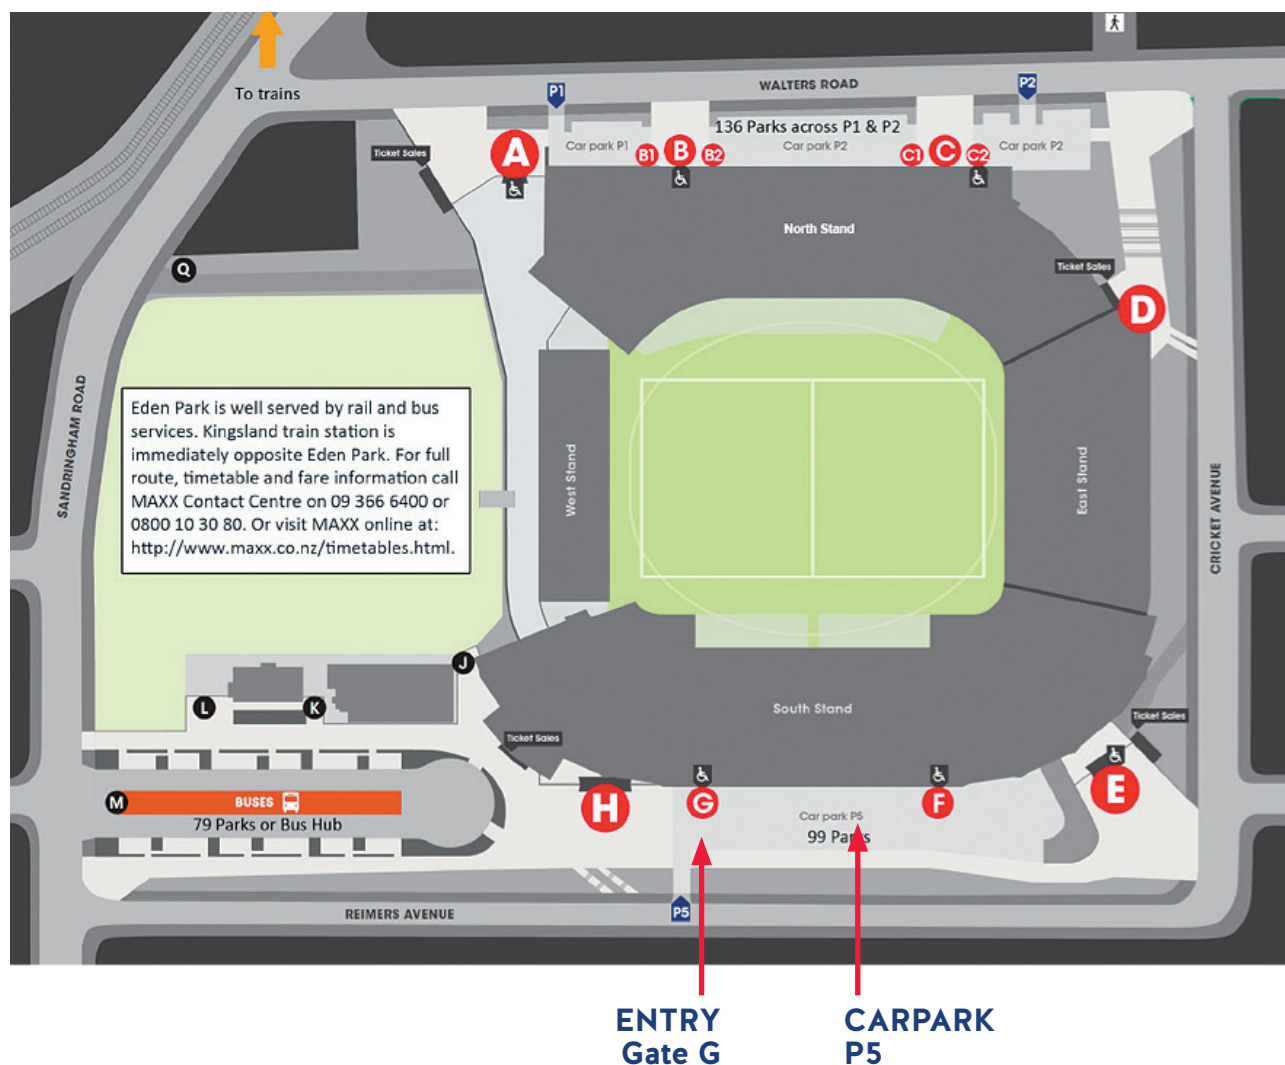 To trains
WALTERS ROAD
P1
P2
136 Parks across P1 & P2
Car park P1
Car park P2
Car park P2
A
B1
B
B2
C1
C
C2
Ticket Sales
North Stand
Q
Ticket Sales
D
SANDRINGHAM ROAD
Eden Park is well served by rail and bus
services. Kingsland train station is
immediately opposite Eden Park. For full
route, timetable and fare information call
MAXX Contact Centre on 09 366 6400 or
0800 10 30 80. Or visit MAXX online at:
http://www.maxx.co.nz/timetables.html.
West Stand
East Stand
CRICKET AVENUE
J
L
K
South Stand
Ticket Sales
Ticket Sales
M
BUSES
79 Parks or Bus Hub
H
G
F
E
Car park P5
99 Parks
REIMERS AVENUE
P5
ENTRY
Gate G
CARPARK
P5